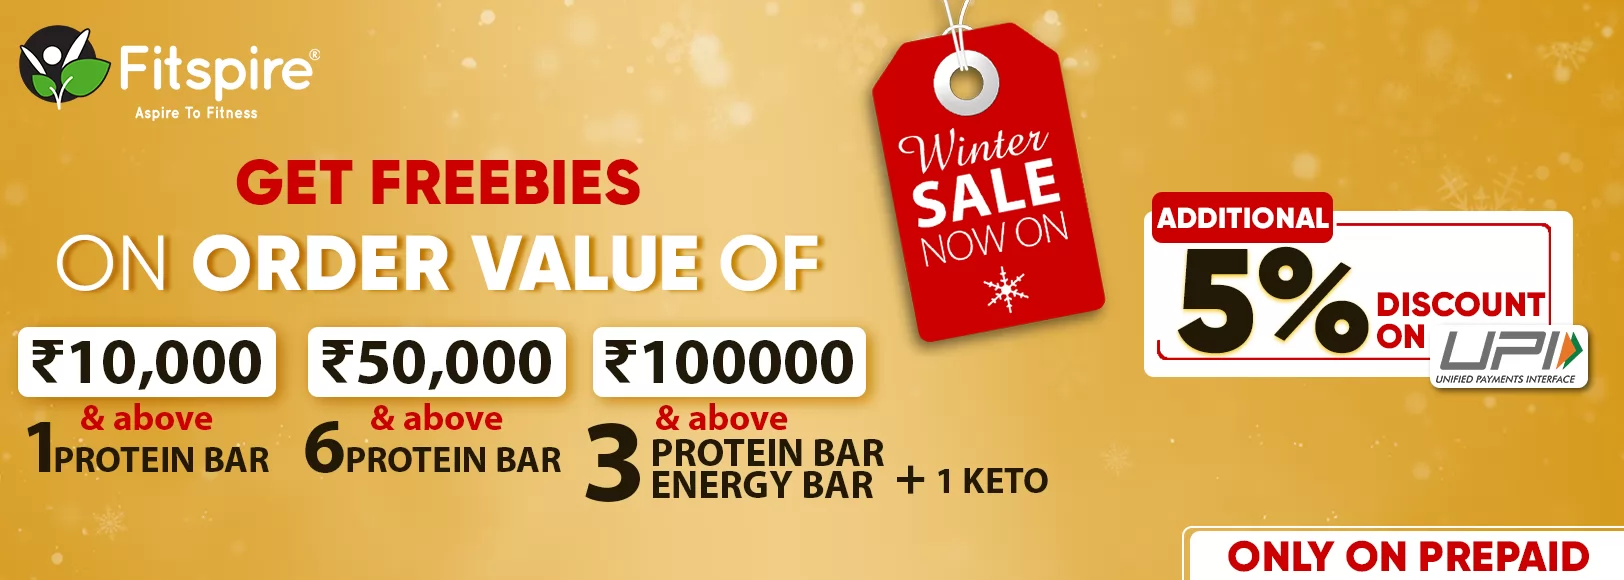 Fitspire®
Aspire To Fitness
GET FREEBIES
ON ORDER VALUE OF
₹10,000
& above
1 PROTEIN BAR
₹50,000
& above
6 PROTEIN BAR
₹100000
& above
3 PROTEIN BAR
ENERGY BAR + 1 KETO
Winter
SALE
NOW ON
ADDITIONAL
5% DISCOUNT
ON UPI
UNIFIED PAYMENTS INTERFACE
ONLY ON PREPAID